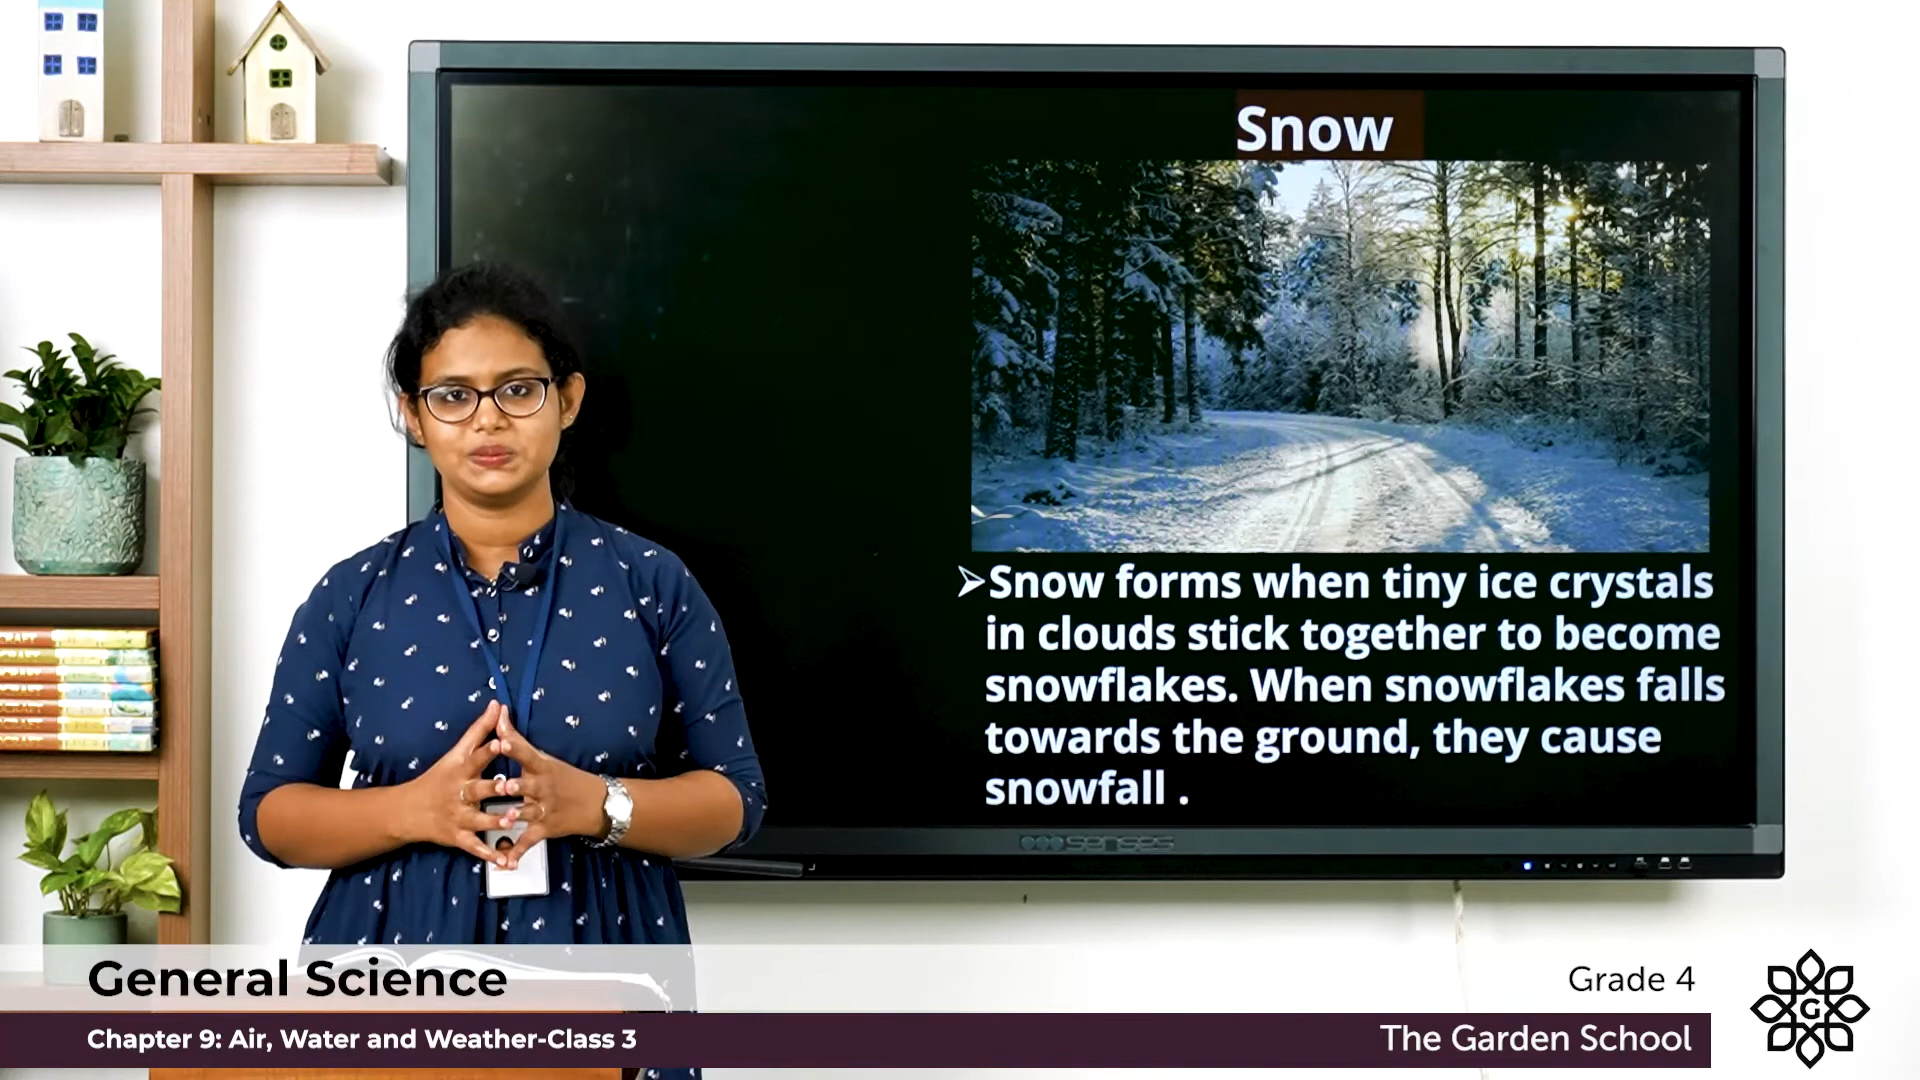 Snow
➢Snow forms when tiny ice crystals
in clouds stick together to become
snowflakes. When snowflakes falls
towards the ground, they cause
snowfall .
senses
General Science
Grade 4
Chapter 9: Air, Water and Weather-Class 3
The Garden School
G